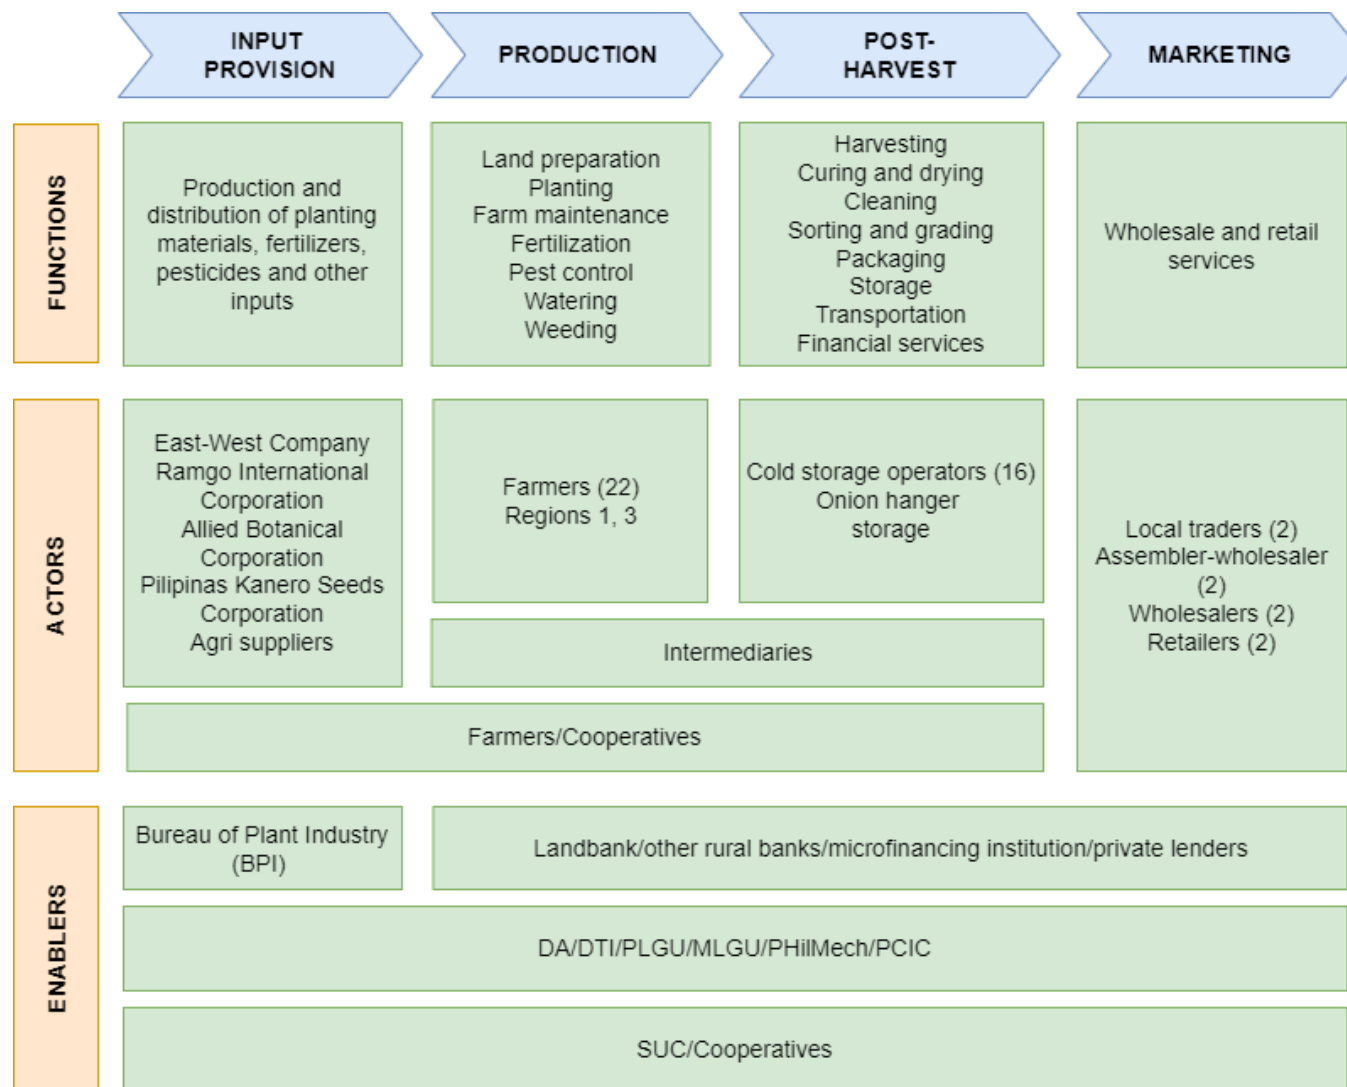 INPUT
PROVISION
PRODUCTION
POST-
HARVEST
MARKETING
FUNCTIONS
Production and
distribution of planting
materials, fertilizers,
pesticides and other
inputs
Land preparation
Planting
Farm maintenance
Fertilization
Pest control
Watering
Weeding
Harvesting
Curing and drying
Cleaning
Sorting and grading
Packaging
Storage
Transportation
Financial services
Wholesale and retail
services
ACTORS
East-West Company
Ramgo International
Corporation
Allied Botanical
Corporation
Pilipinas Kanero Seeds
Corporation
Agri suppliers
Farmers (22)
Regions 1, 3
Cold storage operators (16)
Onion hanger
storage
Local traders (2)
Assembler-wholesaler
(2)
Wholesalers (2)
Retailers (2)
Intermediaries
Farmers/Cooperatives
ENABLERS
Bureau of Plant Industry
(BPI)
Landbank/other rural banks/microfinancing institution/private lenders
DA/DTI/PLGU/MLGU/PHilMech/PCIC
SUC/Cooperatives